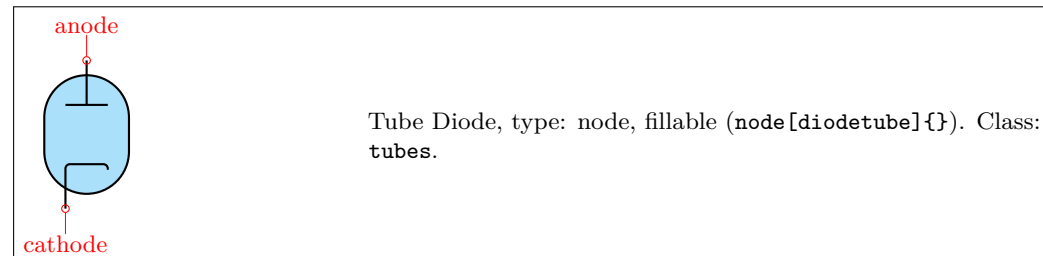 anode
Tube Diode, type: node, fillable (node[diodetube]{}). Class:
tubes.
cathode